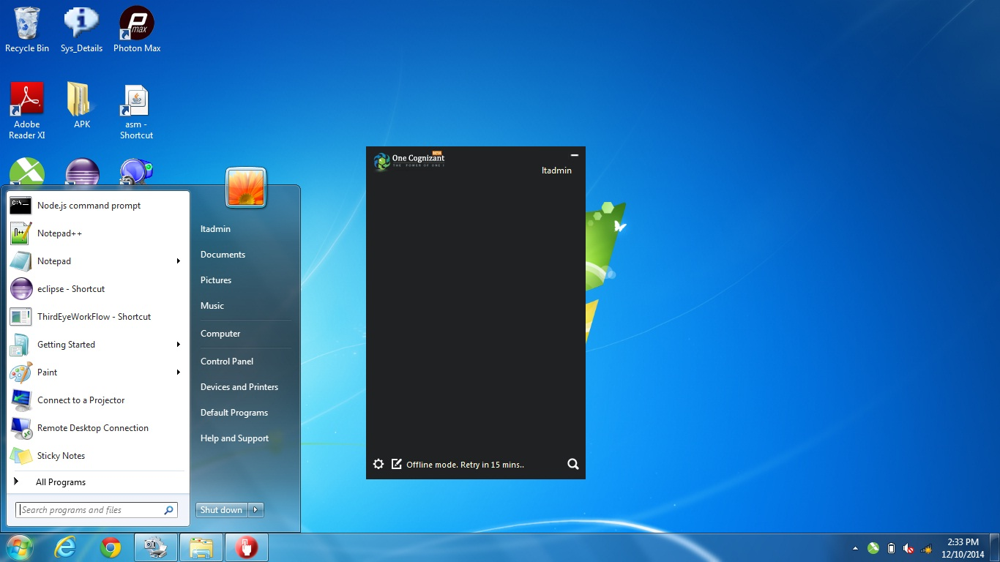 Recycle Bin
Sys_Details
Photon Max
P
max
Adobe
Reader XI
APK
asm -
Shortcut
Node.js command prompt
Notepad++
Notepad
eclipse - Shortcut
ThirdEyeWorkFlow - Shortcut
Getting Started
Paint
Connect to a Projector
Remote Desktop Connection
Sticky Notes
All Programs
Search programs and files
Itadmin
Documents
Pictures
Music
Computer
Control Panel
Devices and Printers
Default Programs
Help and Support
Shut down
One Cognizant
THE POWER OF ONE !
Itadmin
Offline mode. Retry in 15 mins..
2:33 PM
12/10/2014